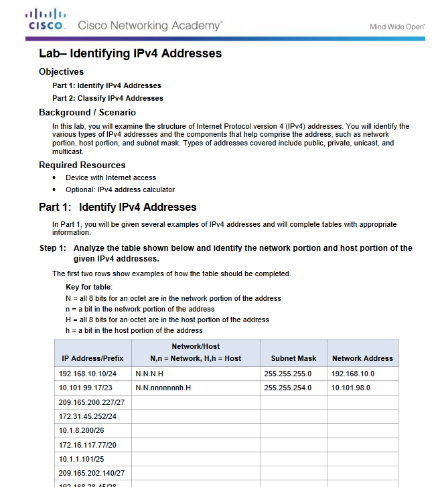 CISCO. Cisco Networking Academy® Mind Wide Open™
Lab– Identifying IPv4 Addresses
Objectives
Part 1: Identify IPv4 Addresses
Part 2: Classify IPv4 Addresses
Background / Scenario
In this lab, you will examine the structure of Internet Protocol version 4 (IPv4) addresses. You will identify the
various types of IPv4 addresses and the components that help comprise the address, such as network
portion, host portion, and subnet mask. Types of addresses covered include public, private, unicast, and
multicast.
Required Resources
• Device with Internet access
• Optional: IPv4 address calculator
Part 1: Identify IPv4 Addresses
In Part 1, you will be given several examples of IPv4 addresses and will complete tables with appropriate
information.
Step 1: Analyze the table shown below and identify the network portion and host portion of the
given IPv4 addresses.
The first two rows show examples of how the table should be completed.
Key for table:
N = all 8 bits for an octet are in the network portion of the address
n = a bit in the network portion of the address
H = all 8 bits for an octet are in the host portion of the address
h = a bit in the host portion of the address
IP Address/Prefix Network/Host N,n = Network, H,h = Host Subnet Mask Network Address
192.168.10.10/24 N.N.N.H 255.255.255.0 192.168.10.0
10.101.99.17/23 N.N.nnnnnnnh.H 255.255.254.0 10.101.98.0
209.165.200.227/27
172.31.45.252/24
10.1.8.200/26
172.16.117.77/20
10.1.1.101/25
209.165.202.140/27
192.168.28.45/28